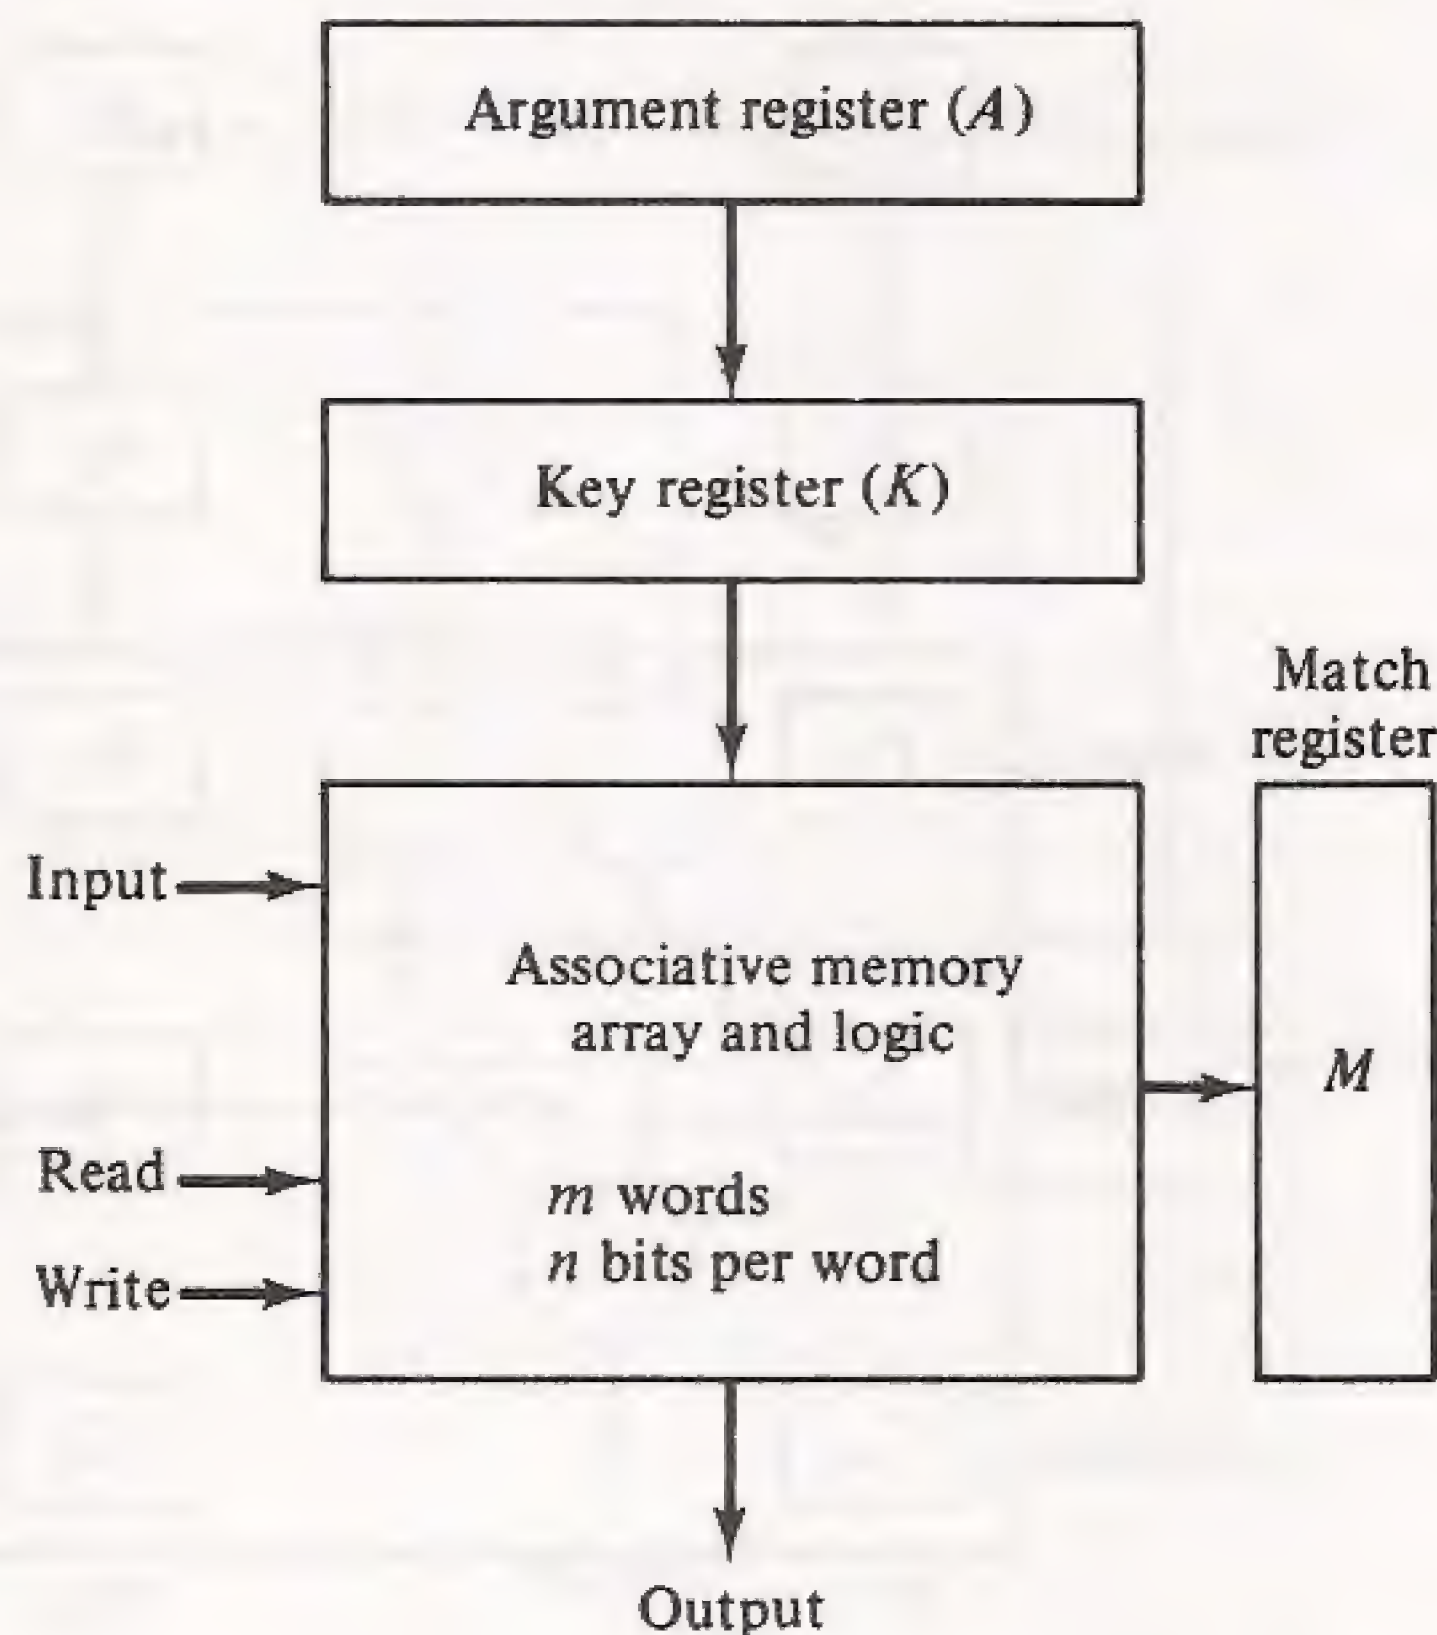 Argument register (A)
Key register (K)
Match
register
Input
Associative memory
array and logic
M
Read
m words
n bits per word
Write
Output